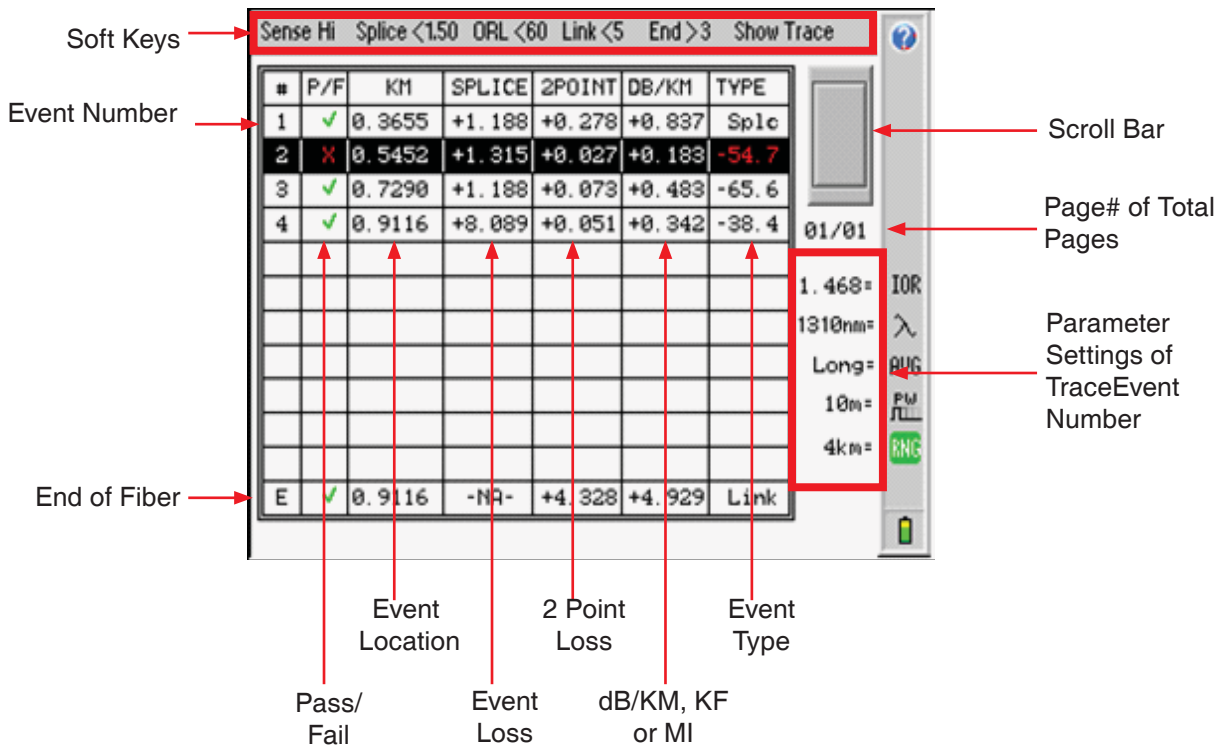 Soft Keys
Sense Hi Splice <1.50 ORL <60 Link <5 End >3 Show Trace
?
Event Number
# P/F KM SPLICE 2POINT DB/KM TYPE
1 ✓ 0.3655 +1.188 +0.278 +0.837 Splc
2 X 0.5452 +1.315 +0.027 +0.183 -54.7
3 ✓ 0.7290 +1.188 +0.073 +0.483 -65.6
4 ✓ 0.9116 +8.089 +0.051 +0.342 -38.4
E ✓ 0.9116 -NA- +4.328 +4.929 Link
End of Fiber
Scroll Bar
01/01
Page# of Total
Pages
1.468= IOR
1310nm= λ
Long= AVG
10m= PW
4km= RNG
Parameter
Settings of
TraceEvent
Number
Event
Location
2 Point
Loss
Event
Type
Pass/
Fail
Event
Loss
dB/KM, KF
or MI